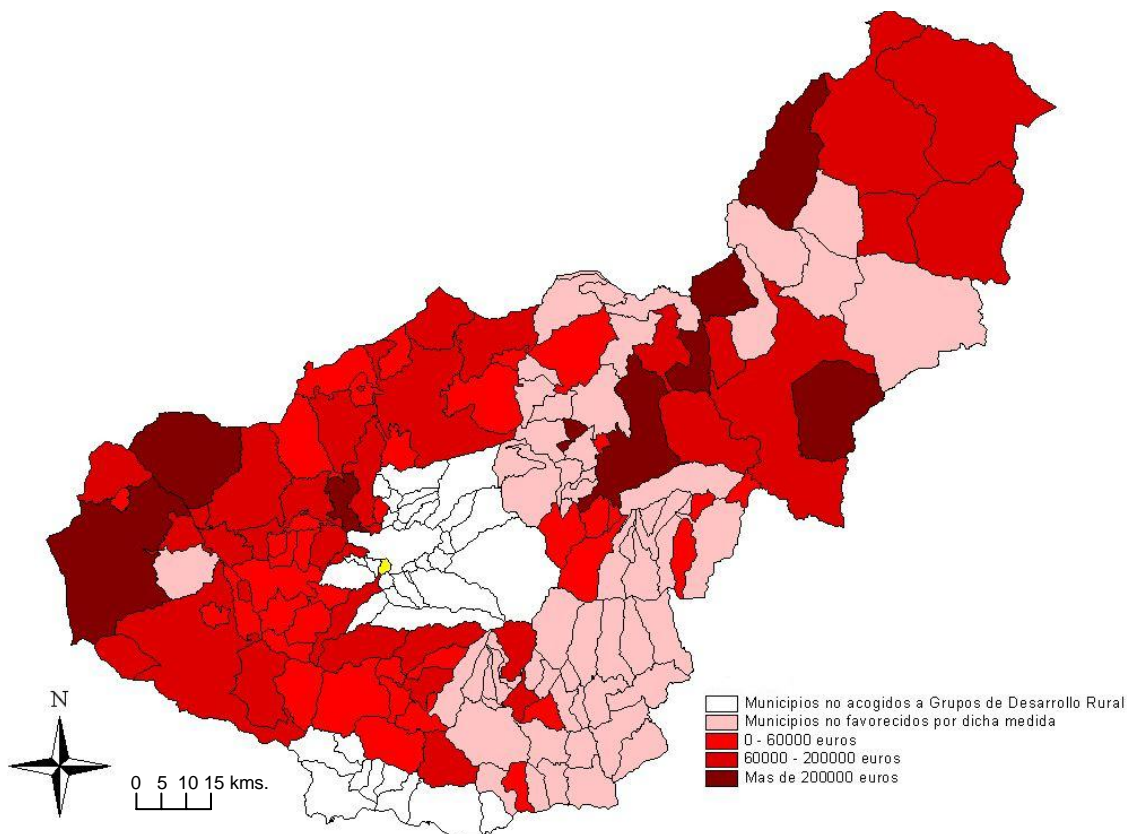 Municipios no acogidos a Grupos de Desarrollo Rural
Municipios no favorecidos por dicha medida
0 - 60000 euros
60000 - 200000 euros
Mas de 200000 euros
N
0 5 10 15 kms.